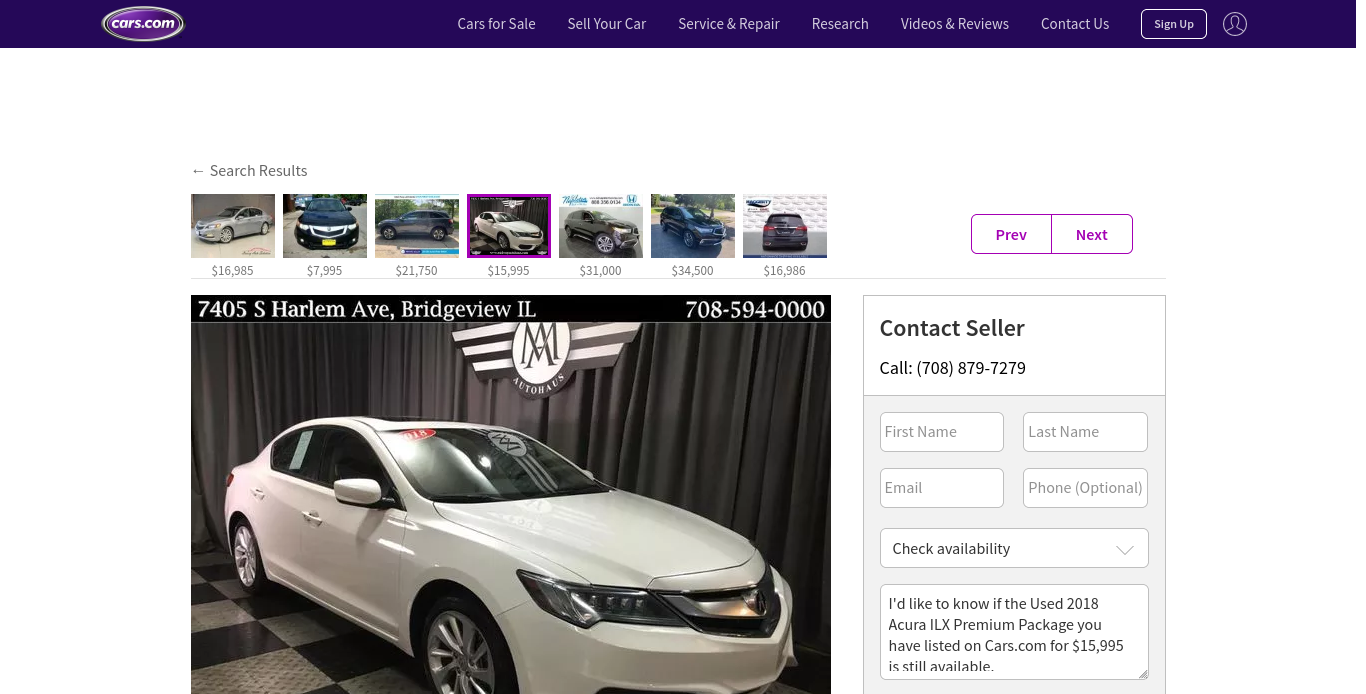 cars.com
Cars for Sale
Sell Your Car
Service & Repair
Research
Videos & Reviews
Contact Us
Sign Up
← Search Results
$16,985
$7,995
$21,750
$15,995
$31,000
$34,500
$16,986
Prev
Next
7405 S Harlem Ave, Bridgeview IL
708-594-0000
AUTOHAUS
2018
Contact Seller
Call: (708) 879-7279
First Name
Last Name
Email
Phone (Optional)
Check availability
I'd like to know if the Used 2018
Acura ILX Premium Package you
have listed on Cars.com for $15,995
is still available.